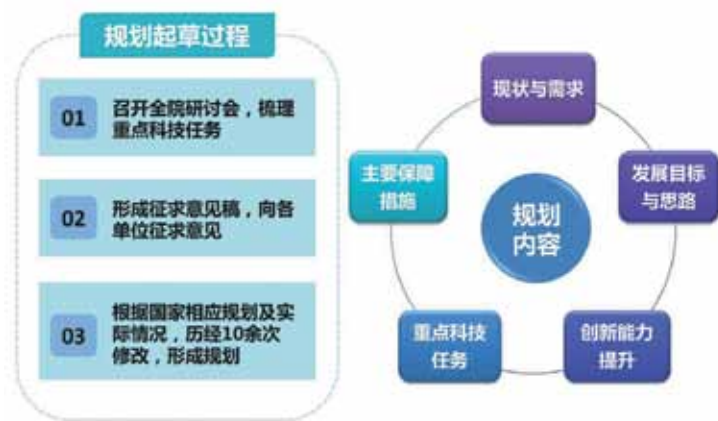 规划起草过程
01
召开全院研讨会，梳理
重点科技任务
02
形成征求意见稿，向各
单位征求意见
03
根据国家相应规划及实
际情况，历经10余次
修改，形成规划
现状与需求
发展目标
与思路
创新能力
提升
重点科技
任务
主要保障
措施
规划
内容